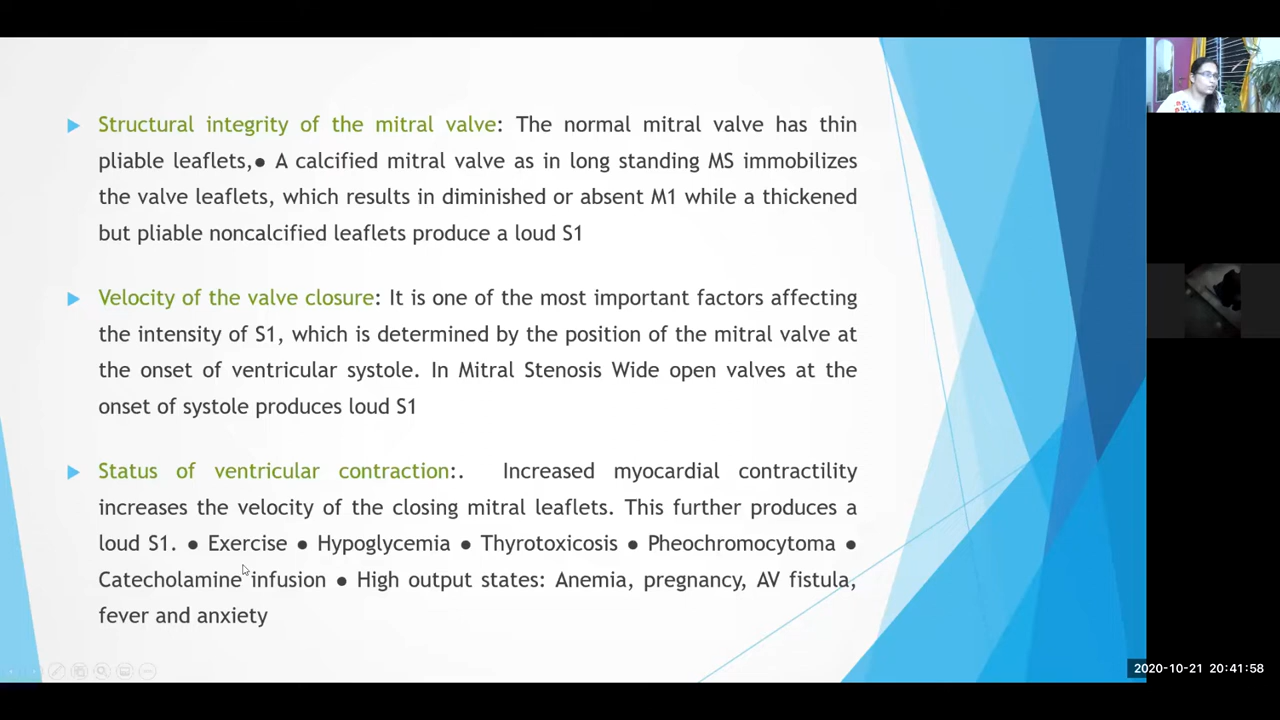 Structural integrity of the mitral valve: The normal mitral valve has thin
pliable leaflets,● A calcified mitral valve as in long standing MS immobilizes
the valve leaflets, which results in diminished or absent M1 while a thickened
but pliable noncalcified leaflets produce a loud S1
Velocity of the valve closure: It is one of the most important factors affecting
the intensity of S1, which is determined by the position of the mitral valve at
the onset of ventricular systole. In Mitral Stenosis Wide open valves at the
onset of systole produces loud S1
Status of ventricular contraction:. Increased myocardial contractility
increases the velocity of the closing mitral leaflets. This further produces a
loud S1. ● Exercise ● Hypoglycemia ● Thyrotoxicosis ● Pheochromocytoma ●
Catecholamine infusion ● High output states: Anemia, pregnancy, AV fistula,
fever and anxiety
2020-10-21 20:41:58